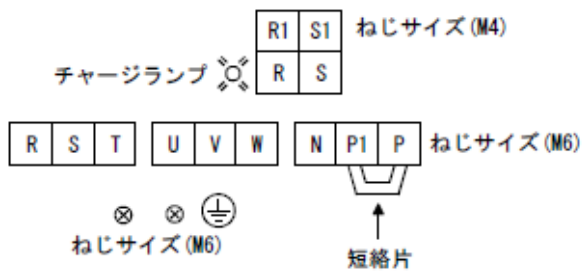 R1 S1 ねじサイズ(M4)
チャージランプ R S
R S T U V W N P1 P ねじサイズ(M6)
ねじサイズ(M6)
短絡片